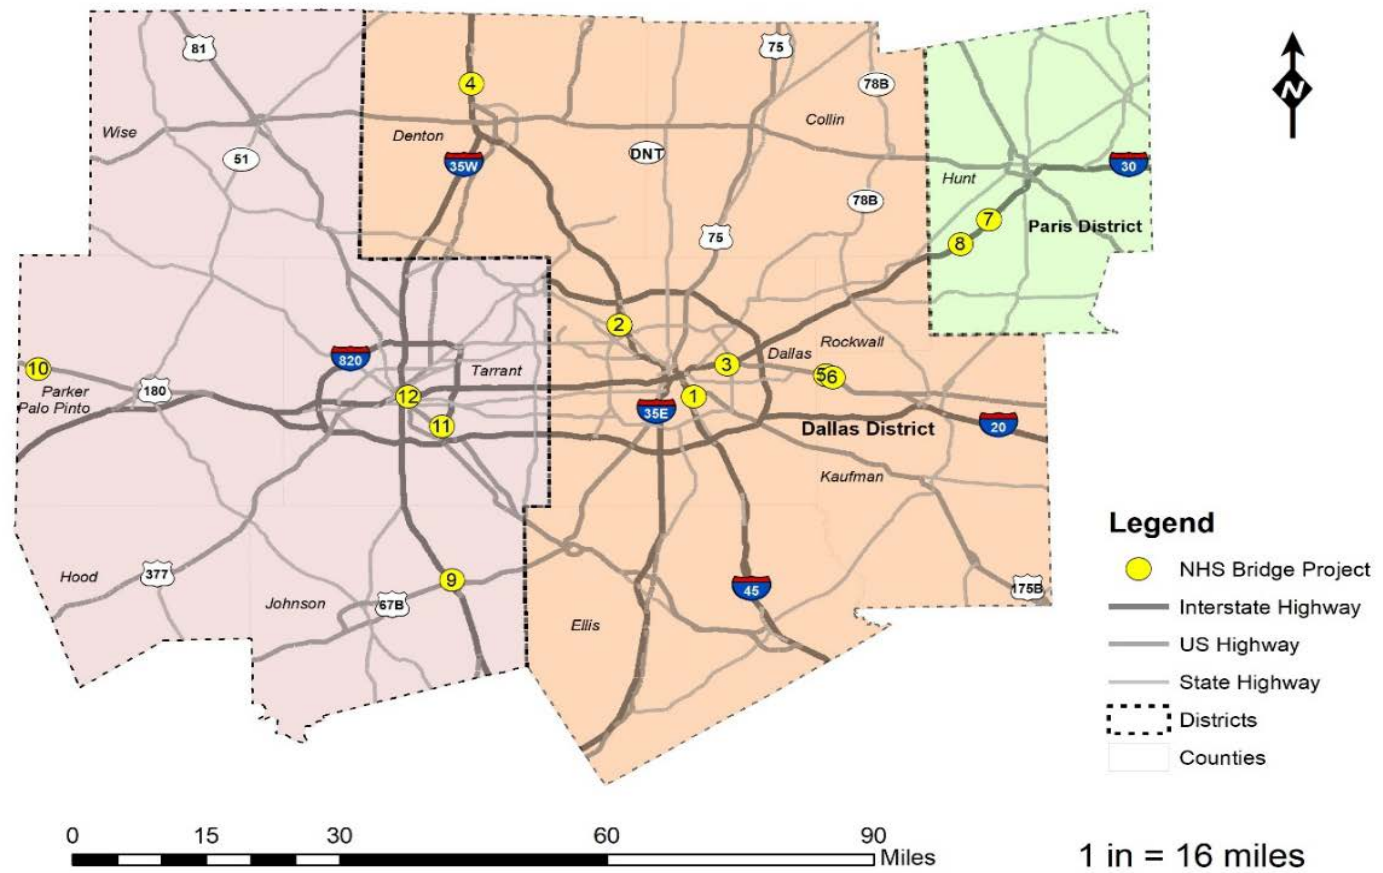 81
75
4
78B
Denton
Collin
Wise
51
35W
DNT
30
Hunt
78B
7
Paris District
75
8
2
820
Rockwall
Dallas
3
10
Tarrant
56
Parker
180
12
1
Palo Pinto
35E
11
Dallas District
20
Kaufman
Legend
NHS Bridge Project
Interstate Highway
US Highway
State Highway
Districts
Counties
Hood
377
9
45
175B
Johnson
67B
Ellis
N
0 15 30 60 90
Miles
1 in = 16 miles